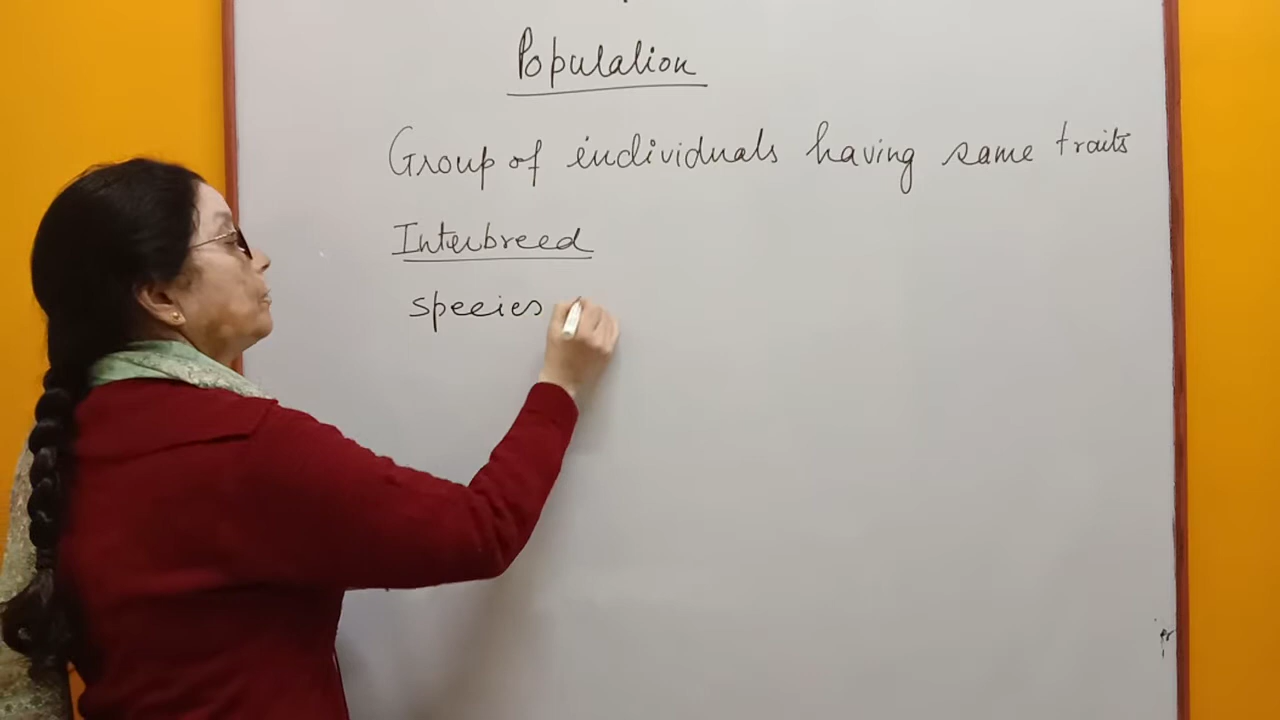 Population
Group of individuals having same traits
Interbreed
species